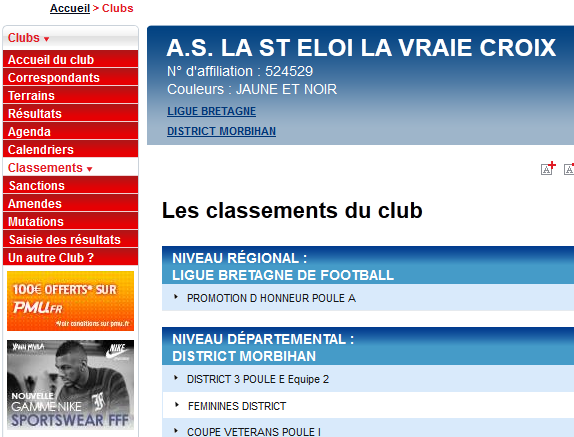 Accueil > Clubs
Clubs
Accueil du club
Correspondants
Terrains
Résultats
Agenda
Calendriers
Classements
Sanctions
Amendes
Mutations
Saisie des résultats
Un autre Club ?
100€ OFFERTS* SUR
PMU.FR
*Voir conditions sur pmu.fr
YANN MVILA
NIKE
NOUVELLE
GAMME NIKE
SPORTSWEAR FFF
A.S. LA ST ELOI LA VRAIE CROIX
N° d'affiliation : 524529
Couleurs : JAUNE ET NOIR
LIGUE BRETAGNE
DISTRICT MORBIHAN
A+
A
Les classements du club
NIVEAU RÉGIONAL :
LIGUE BRETAGNE DE FOOTBALL
PROMOTION D HONNEUR POULE A
NIVEAU DÉPARTEMENTAL :
DISTRICT MORBIHAN
DISTRICT 3 POULE E Equipe 2
FEMININES DISTRICT
COUPE VETERANS POULE I